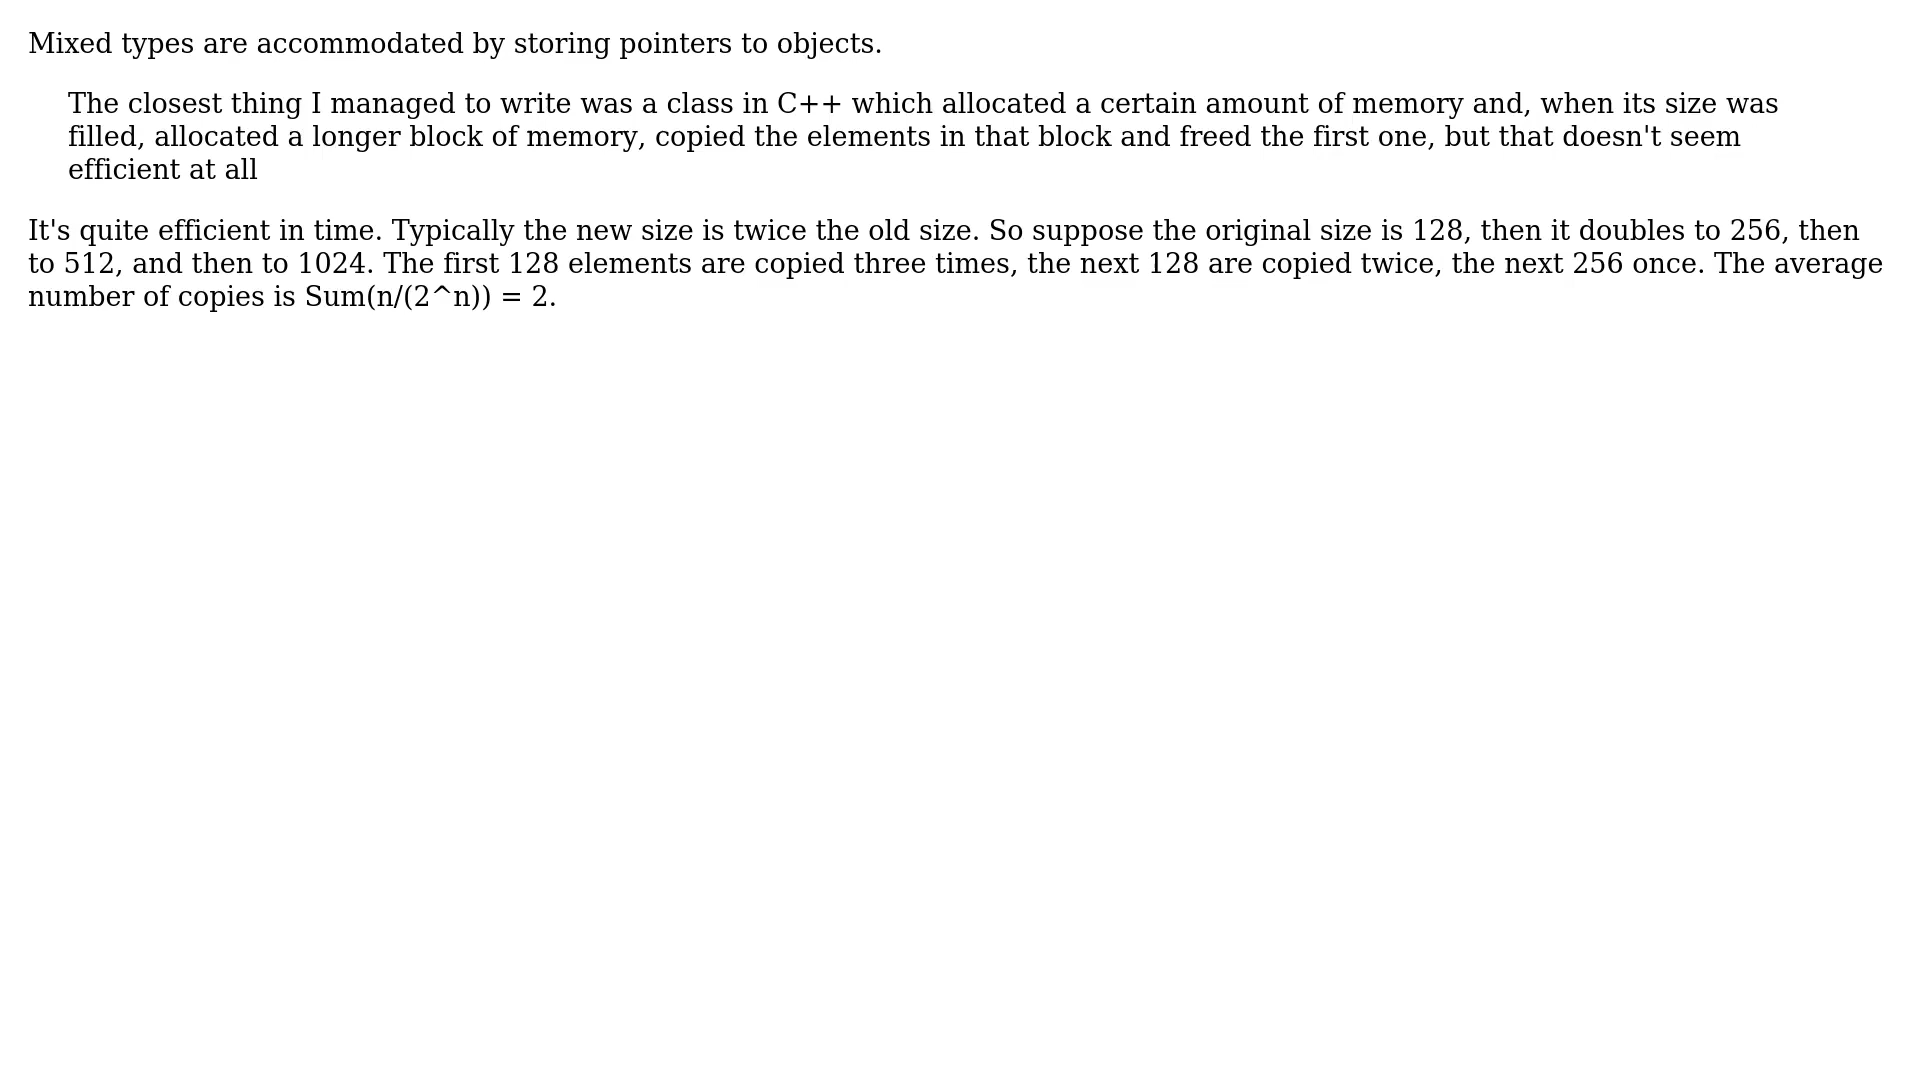 Mixed types are accommodated by storing pointers to objects.
The closest thing I managed to write was a class in C++ which allocated a certain amount of memory and, when its size was
filled, allocated a longer block of memory, copied the elements in that block and freed the first one, but that doesn't seem
efficient at all
It's quite efficient in time. Typically the new size is twice the old size. So suppose the original size is 128, then it doubles to 256, then
to 512, and then to 1024. The first 128 elements are copied three times, the next 128 are copied twice, the next 256 once. The average
number of copies is Sum(n/(2^n)) = 2.